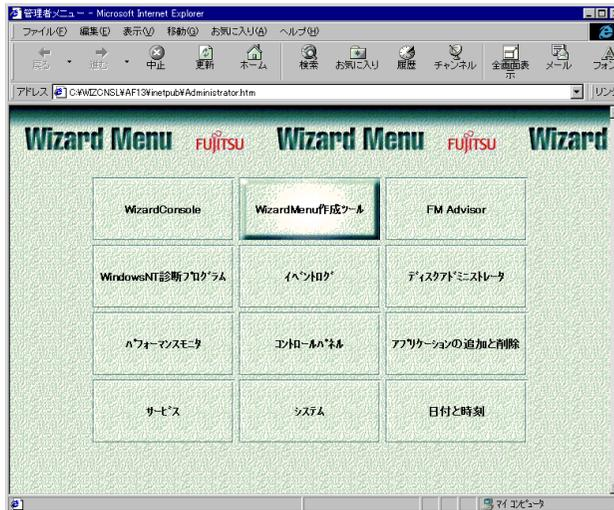 管理者メニュー - Microsoft Internet Explorer
ファイル(F) 編集(E) 表示(V) 移動(G) お気に入り(A) ヘルプ(H)
戻る 進む 中止 更新 ホーム 検索 お気に入り 履歴 チャンネル 全画面表示 メール
アドレス C:¥WIZCNSL¥AF13¥inetpub¥Administrator.htm
Wizard Menu FUJITSU Wizard Menu FUJITSU Wizard
WizardConsole WizardMenu作成ツール FM Advisor
WindowsNT診断プログラム イベントログ ディスクアドミニストレータ
パフォーマンスモニタ コントロールパネル アプリケーションの追加と削除
サービス システム 日付と時刻
マイ コンピュータ